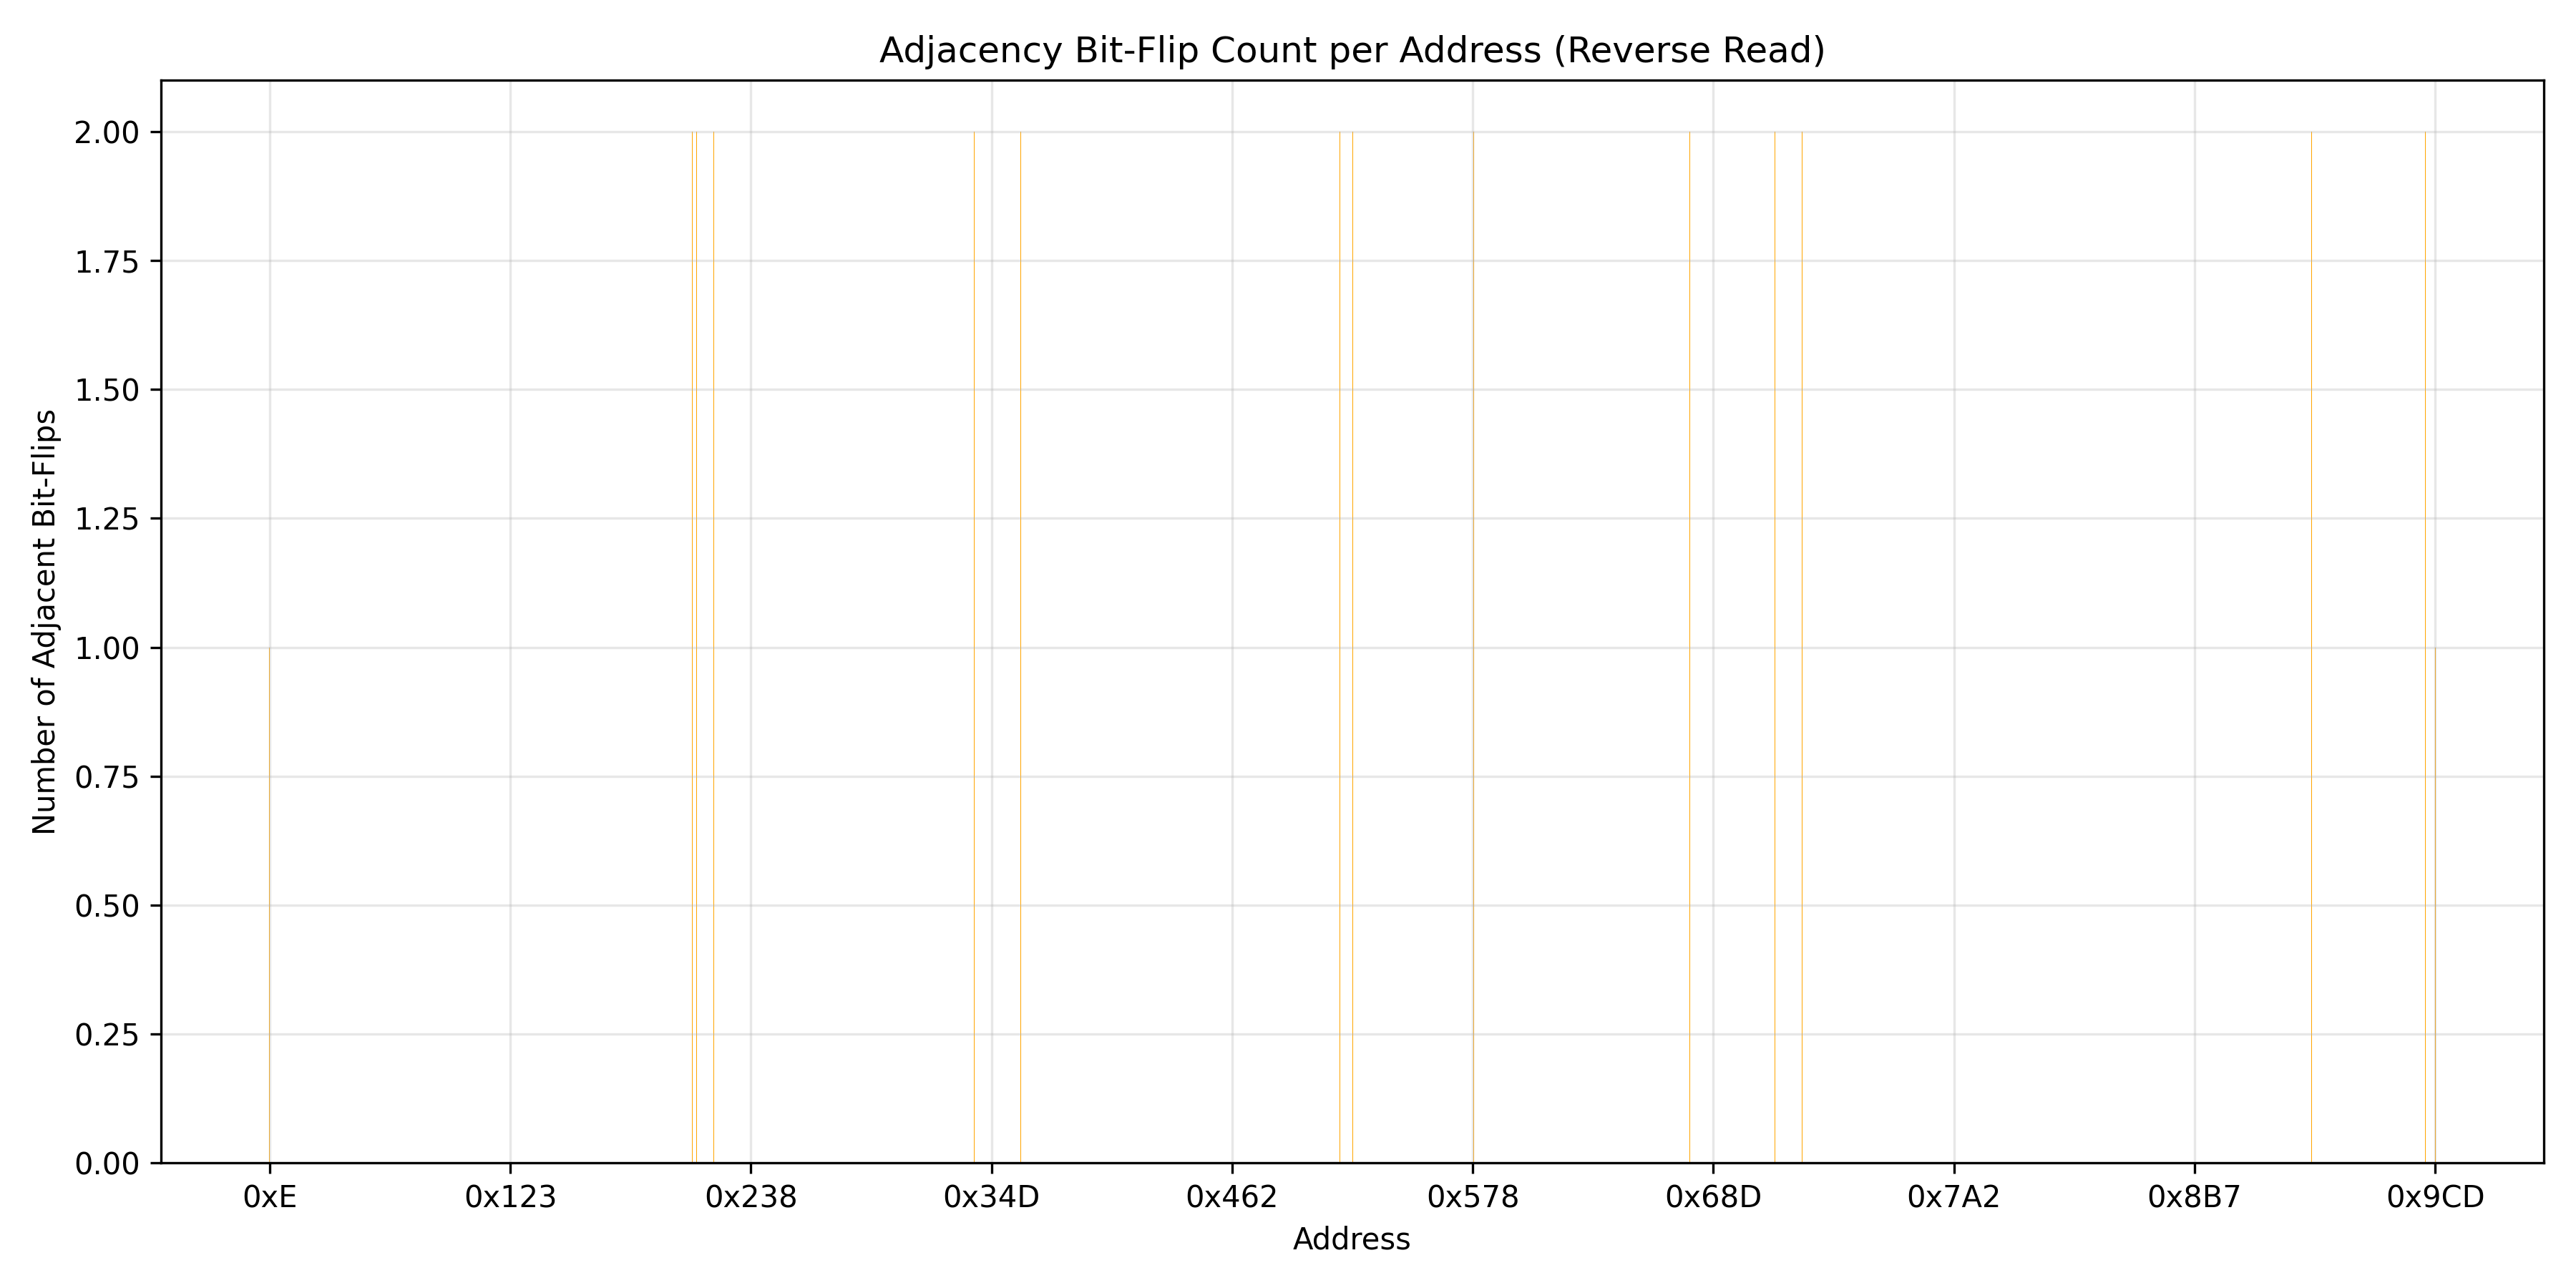 Adjacency Bit-Flip Count per Address (Reverse Read)
Number of Adjacent Bit-Flips
2.00
1.75
1.50
1.25
1.00
0.75
0.50
0.25
0.00
0xE 0x123 0x238 0x34D 0x462 0x578 0x68D 0x7A2 0x8B7 0x9CD
Address